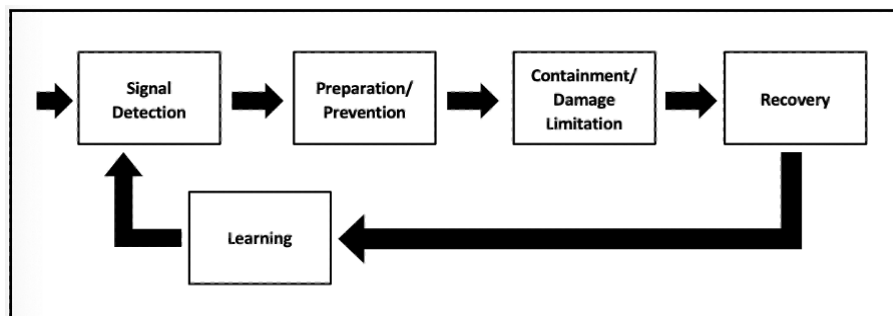 Signal
Detection
Preparation/
Prevention
Containment/
Damage
Limitation
Recovery
Learning